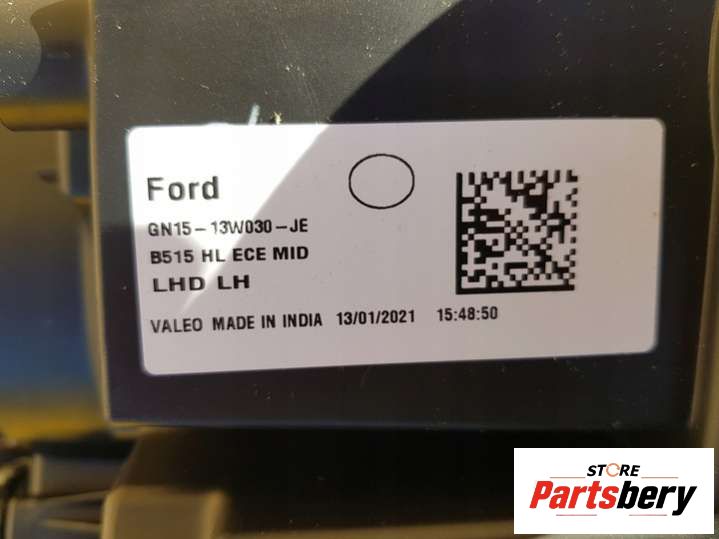 Ford
GN15-13W030-JE
B515 HL ECE MID
LHD LH
VALEO MADE IN INDIA 13/01/2021 15:48:50
STORE
Partsbery